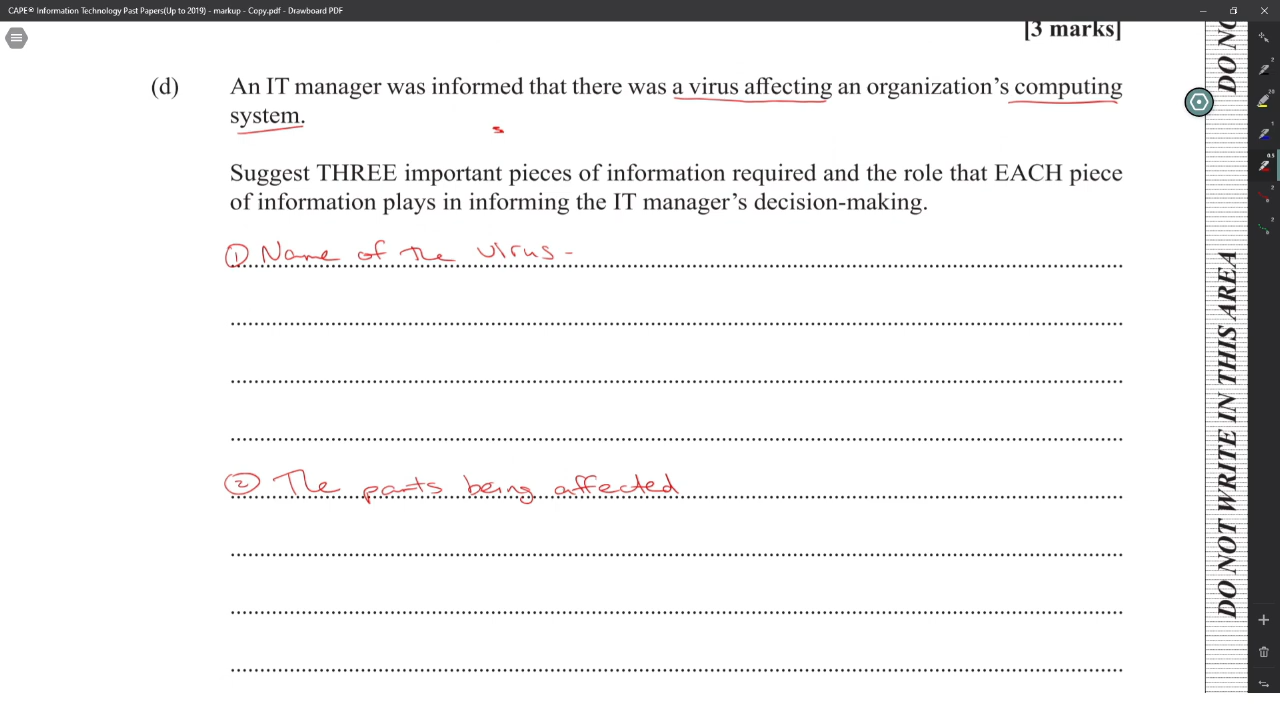 CAPE® Information Technology Past Papers(Up to 2019) - markup - Copy.pdf - Drawboard PDF
[3 marks]
(d) An IT manager was informed that there was a virus affecting an organization's computing
system.
Suggest THREE important pieces of information required and the role that EACH piece
of information plays in informing the IT manager's decision-making.
① Name of the virus -
② The parts being affected
DO NOT WRITE IN THIS AREA
DO NO